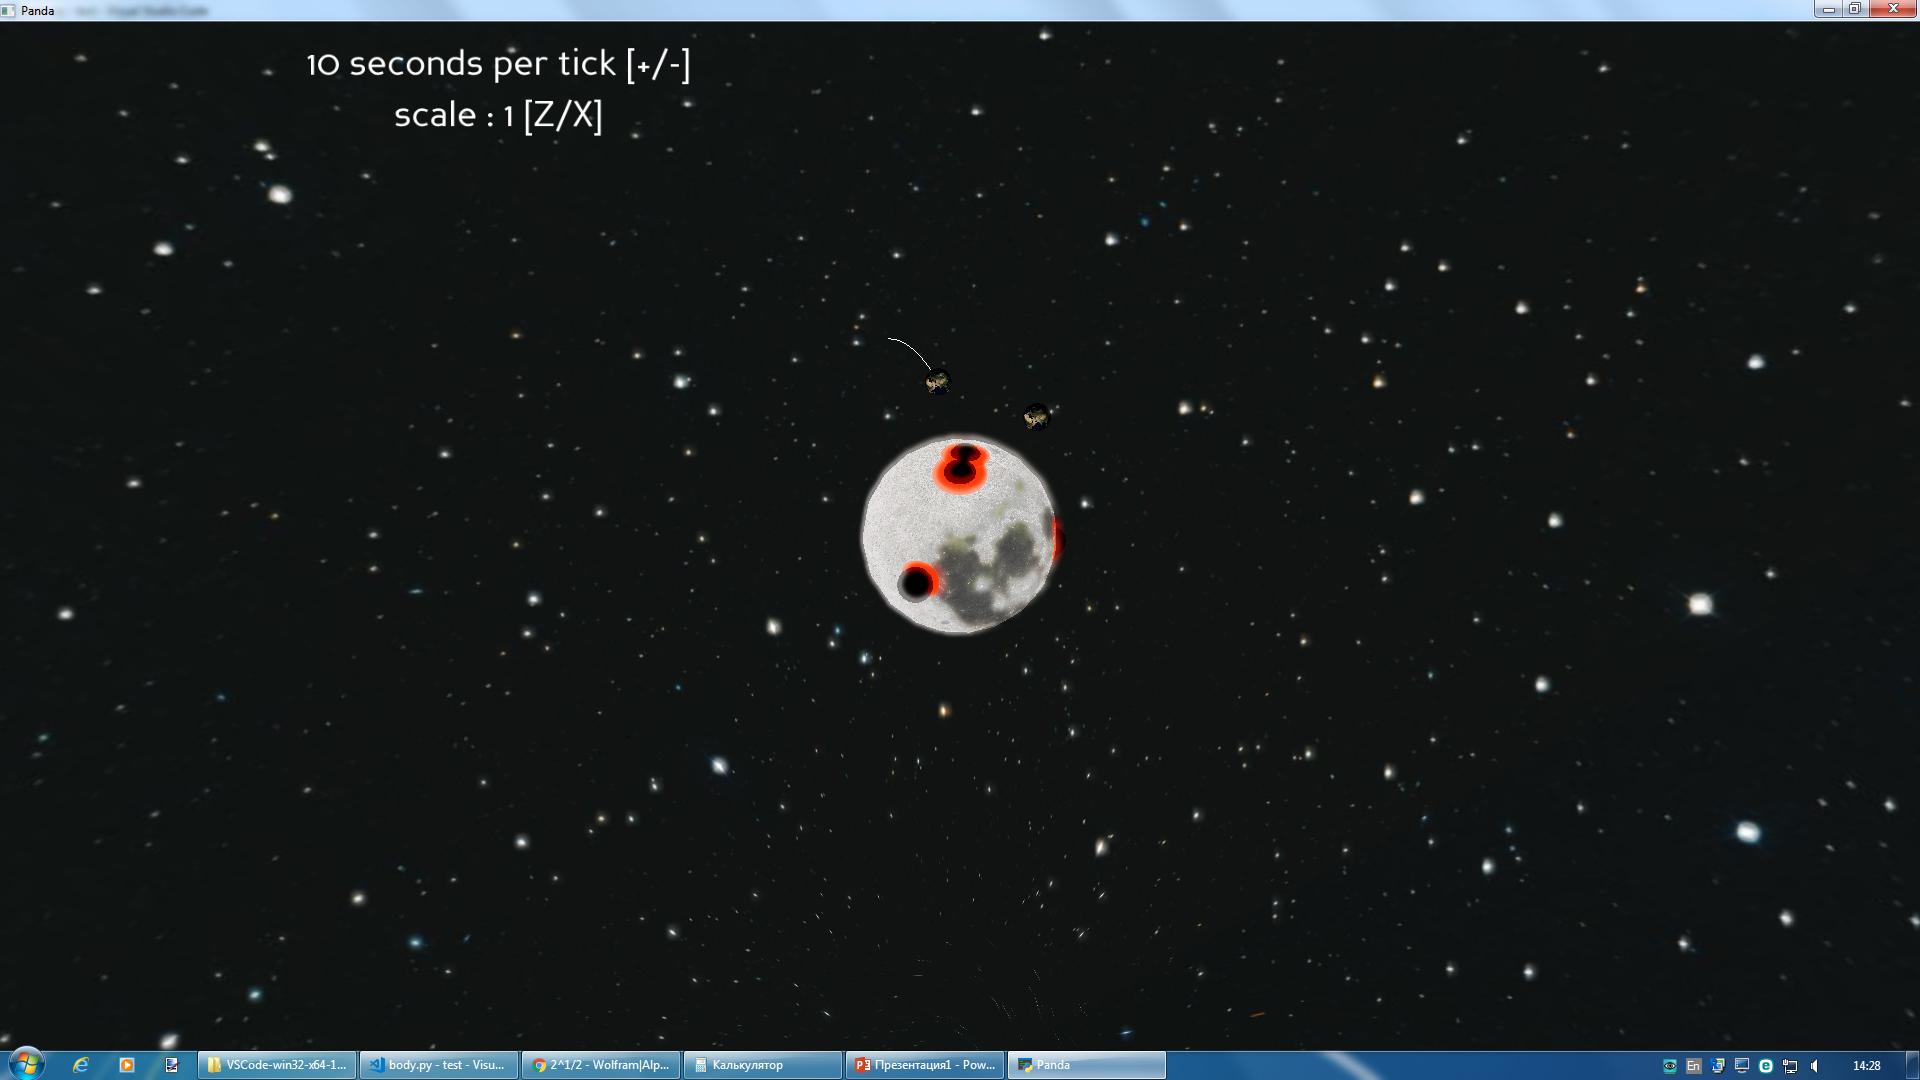 Panda
10 seconds per tick [+/-]
scale : 1 [Z/X]
VSCode-win32-x64-1...
body.py - test - Visu...
2^1/2 - Wolfram|Alp...
Калькулятор
Презентация1 - Pow...
Panda
En
14:28